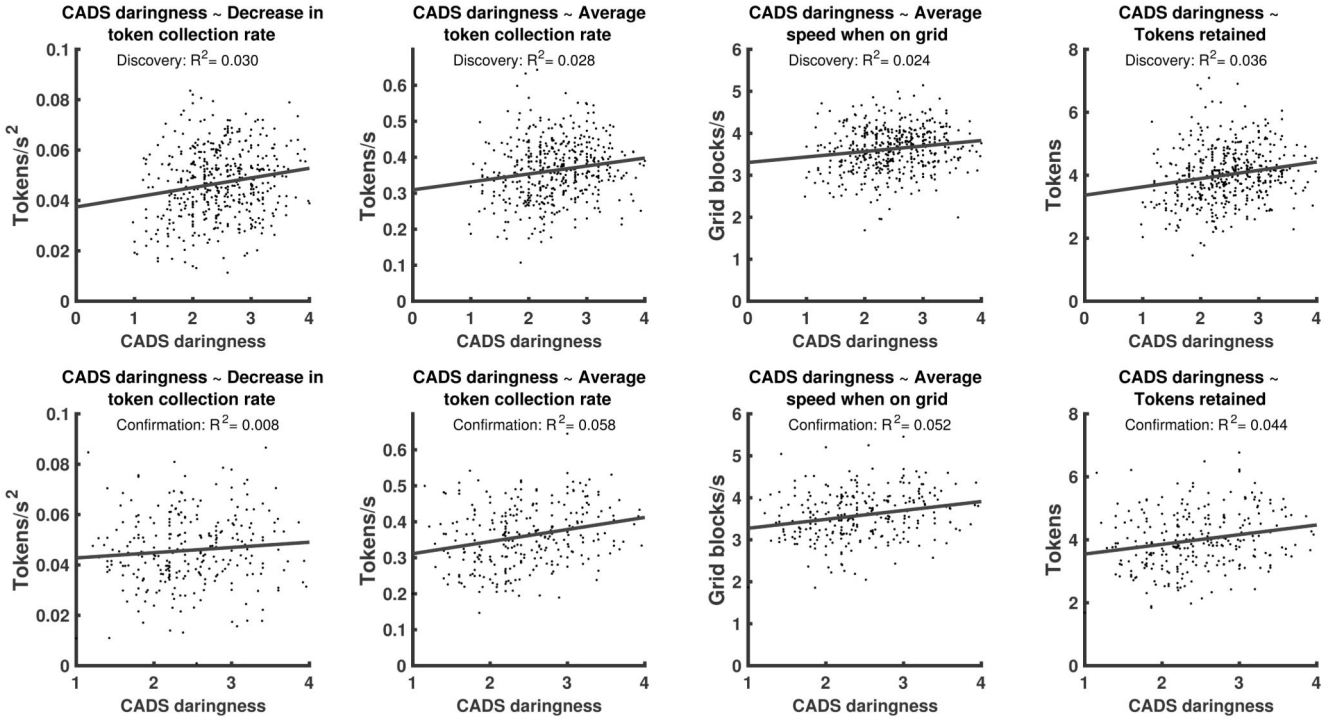 CADS daringness ~ Decrease in
token collection rate
Discovery: R²= 0.030
Tokens/s²
0.1
0.08
0.06
0.04
0.02
0
0 1 2 3 4
CADS daringness
CADS daringness ~ Average
token collection rate
Discovery: R²= 0.028
Tokens/s
0.6
0.5
0.4
0.3
0.2
0.1
0
0 1 2 3 4
CADS daringness
CADS daringness ~ Average
speed when on grid
Discovery: R²= 0.024
Grid blocks/s
6
5
4
3
2
1
0
0 1 2 3 4
CADS daringness
CADS daringness ~
Tokens retained
Discovery: R²= 0.036
Tokens
8
6
4
2
0
0 1 2 3 4
CADS daringness
CADS daringness ~ Decrease in
token collection rate
Confirmation: R²= 0.008
Tokens/s²
0.1
0.08
0.06
0.04
0.02
0
1 2 3 4
CADS daringness
CADS daringness ~ Average
token collection rate
Confirmation: R²= 0.058
Tokens/s
0.6
0.5
0.4
0.3
0.2
0.1
0
1 2 3 4
CADS daringness
CADS daringness ~ Average
speed when on grid
Confirmation: R²= 0.052
Grid blocks/s
6
5
4
3
2
1
0
1 2 3 4
CADS daringness
CADS daringness ~
Tokens retained
Confirmation: R²= 0.044
Tokens
8
6
4
2
0
1 2 3 4
CADS daringness